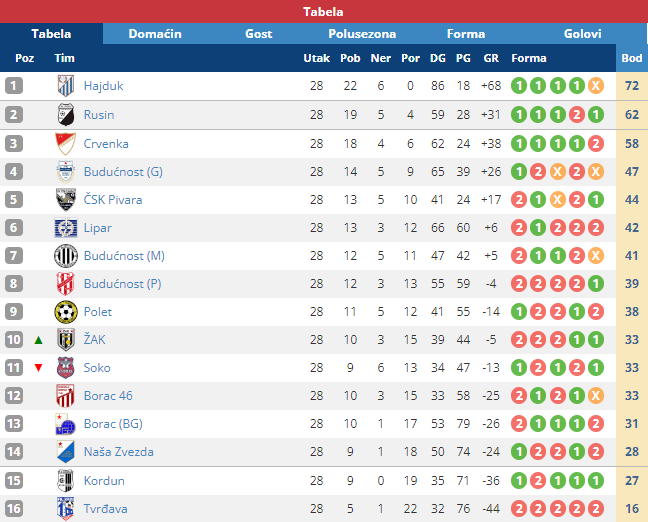 Tabela
Tabela Domaćin Gost Polusezona Forma Golovi
Poz Tim Utak Pob Ner Por DG PG GR Forma Bod
1 Hajduk 28 22 6 0 86 18 +68 1 1 1 1 X 72
2 Rusin 28 19 5 4 59 28 +31 1 1 1 2 1 62
3 Crvenka 28 18 4 6 62 24 +38 1 1 1 1 2 58
4 Budućnost (G) 28 14 5 9 65 39 +26 1 2 X 2 X 47
5 ČSK Pivara 28 13 5 10 41 24 +17 2 1 X 2 1 44
6 Lipar 28 13 3 12 66 60 +6 2 1 2 2 2 42
7 Budućnost (M) 28 12 5 11 47 42 +5 2 1 1 2 X 41
8 Budućnost (P) 28 12 3 13 55 59 -4 2 2 2 2 1 39
9 Polet 28 11 5 12 41 55 -14 1 2 2 1 2 38
10 ▲ ŽAK 28 10 3 15 39 44 -5 2 2 2 1 1 33
11 ▼ Soko 28 9 6 13 34 47 -13 1 2 1 2 1 33
12 Borac 46 28 10 3 15 33 58 -25 2 1 2 1 X 33
13 Borac (BG) 28 10 1 17 53 79 -26 2 1 1 1 2 31
14 Naša Zvezda 28 9 1 18 50 74 -24 1 2 2 1 2 28
15 Kordun 28 9 0 19 35 71 -36 1 2 1 1 1 27
16 Tvrđava 28 5 1 22 32 76 -44 2 2 2 2 2 16